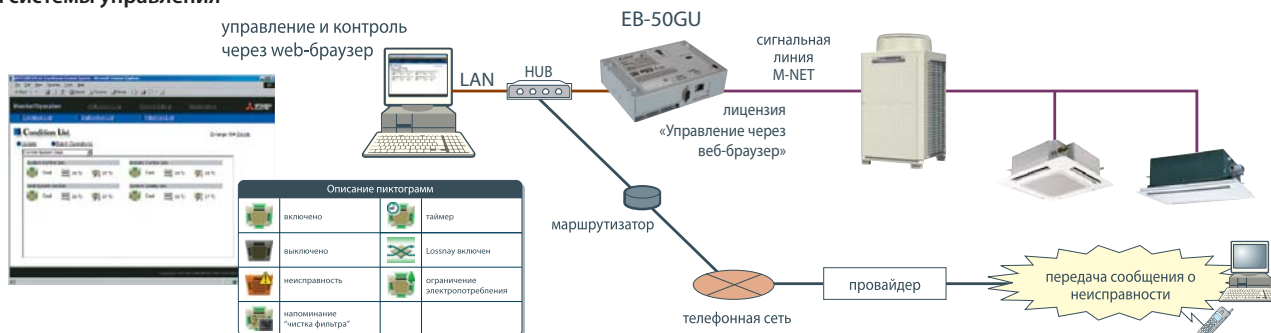 системы управления
управление и контроль
через web-браузер
LAN
HUB
EB-50GU
лицензия
«Управление через
веб-браузер»
сигнальная
линия
M-NET
Condition List
Описание пиктограмм
включено
таймер
выключено
Lossnay включен
неисправность
ограничение
электропотребления
напоминание
"чистка фильтра"
маршрутизатор
телефонная сеть
провайдер
передача сообщения о
неисправности